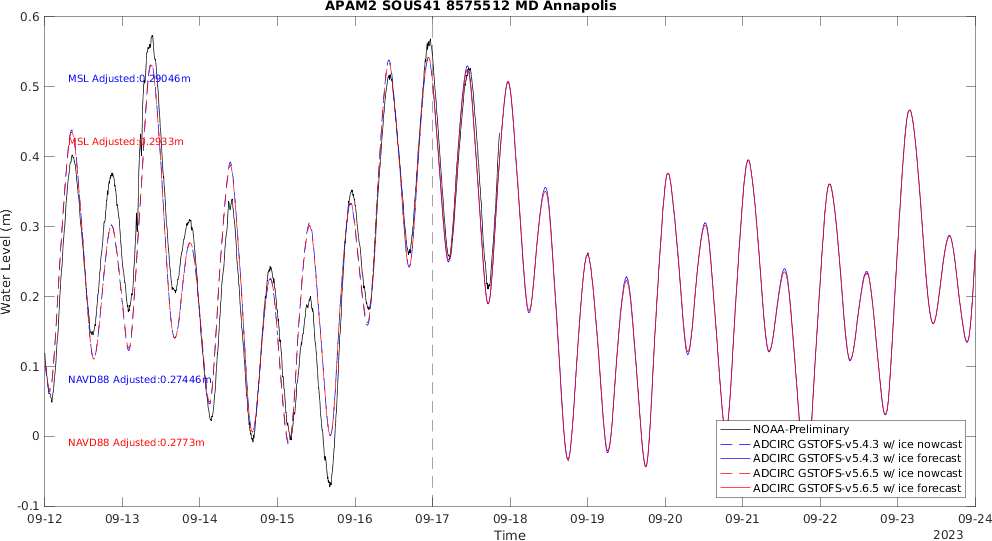 APAM2 SOUS41 8575512 MD Annapolis
0.6
0.5
0.4
0.3
0.2
0.1
0
-0.1
Water Level (m)
MSL Adjusted:0.29046m
MSL Adjusted:0.2933m
NAVD88 Adjusted:0.27446m
NAVD88 Adjusted:0.2773m
NOAA-Preliminary
ADCIRC GSTOFS-v5.4.3 w/ ice nowcast
ADCIRC GSTOFS-v5.4.3 w/ ice forecast
ADCIRC GSTOFS-v5.6.5 w/ ice nowcast
ADCIRC GSTOFS-v5.6.5 w/ ice forecast
09-12 09-13 09-14 09-15 09-16 09-17 09-18 09-19 09-20 09-21 09-22 09-23 09-24
Time
2023